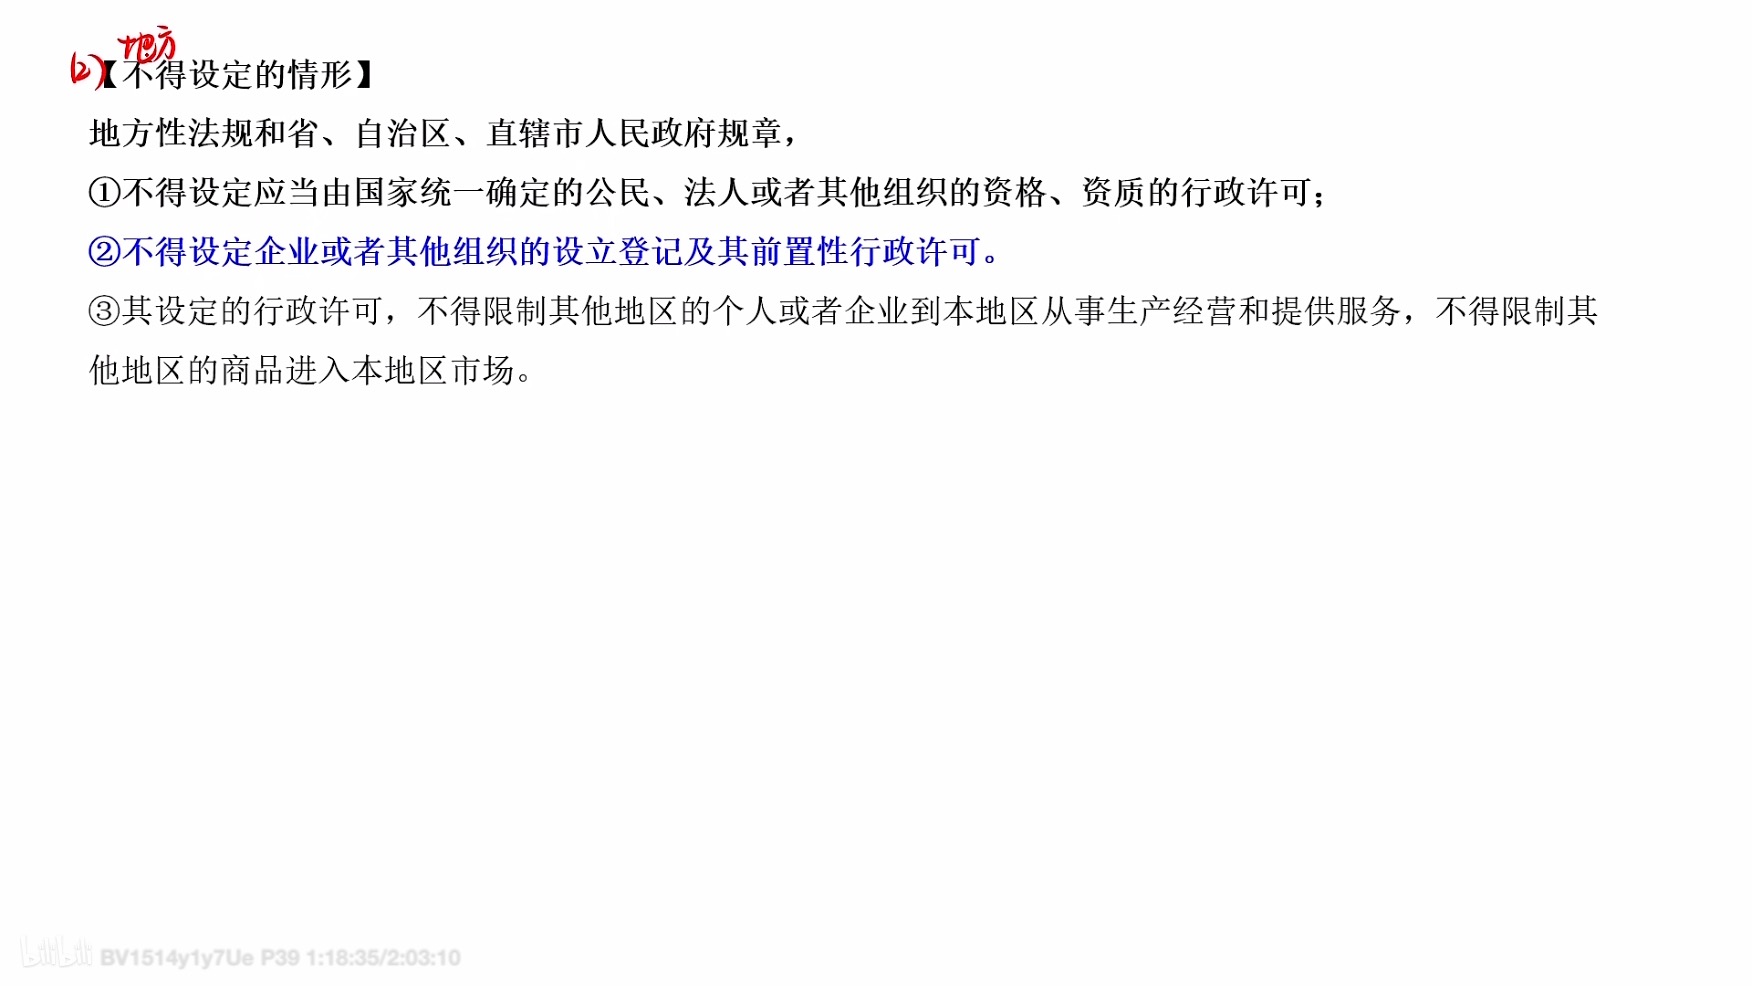 (2) 地方
【不得设定的情形】
地方性法规和省、自治区、直辖市人民政府规章，
①不得设定应当由国家统一确定的公民、法人或者其他组织的资格、资质的行政许可；
②不得设定企业或者其他组织的设立登记及其前置性行政许可。
③其设定的行政许可，不得限制其他地区的个人或者企业到本地区从事生产经营和提供服务，不得限制其
他地区的商品进入本地区市场。
bilibili BV1514y1y7Ue P39 1:18:35/2:03:10